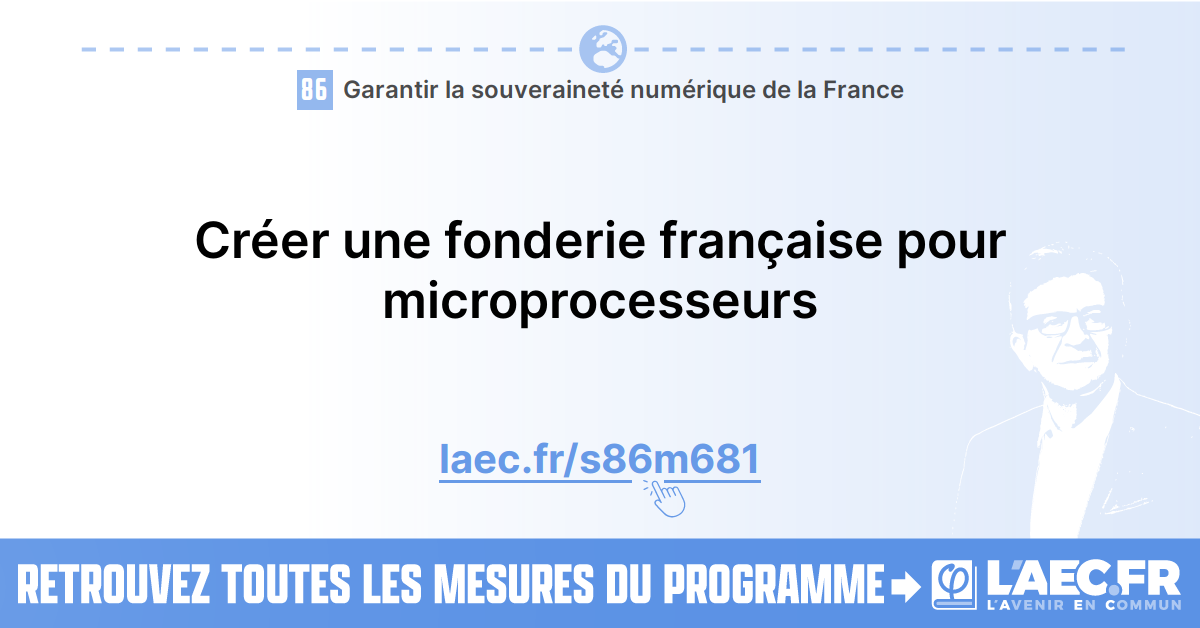 86 Garantir la souveraineté numérique de la France
Créer une fonderie française pour
microprocesseurs
laec.fr/s86m681
RETROUVEZ TOUTES LES MESURES DU PROGRAMME
φ L'AEC.FR
L'AVENIR EN COMMUN